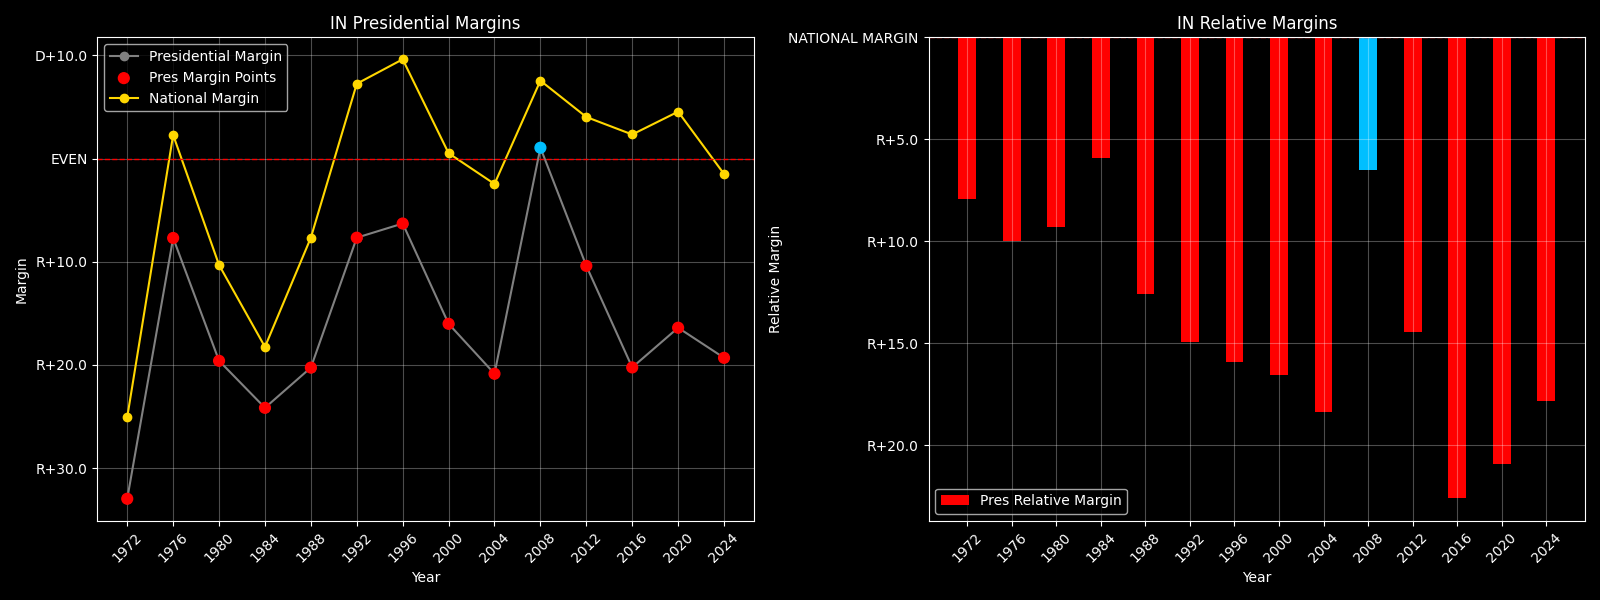 IN Presidential Margins
D+10.0
EVEN
R+10.0
R+20.0
R+30.0
Margin
Presidential Margin
Pres Margin Points
National Margin
1972 1976 1980 1984 1988 1992 1996 2000 2004 2008 2012 2016 2020 2024
Year
IN Relative Margins
NATIONAL MARGIN
R+5.0
R+10.0
R+15.0
R+20.0
Relative Margin
Pres Relative Margin
1972 1976 1980 1984 1988 1992 1996 2000 2004 2008 2012 2016 2020 2024
Year